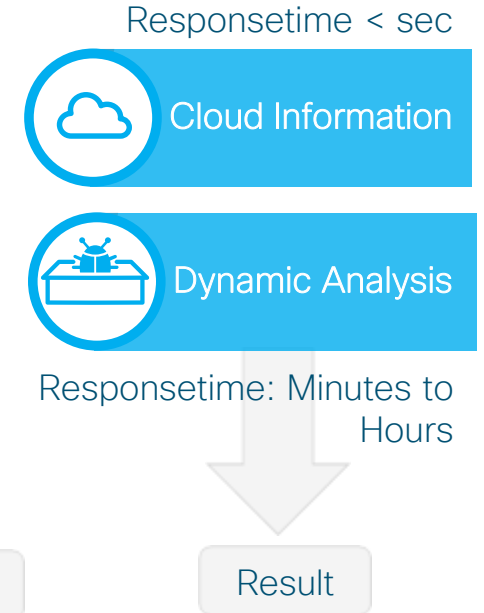 Responsetime < sec
Cloud Information
Dynamic Analysis
Responsetime: Minutes to
Hours
Result